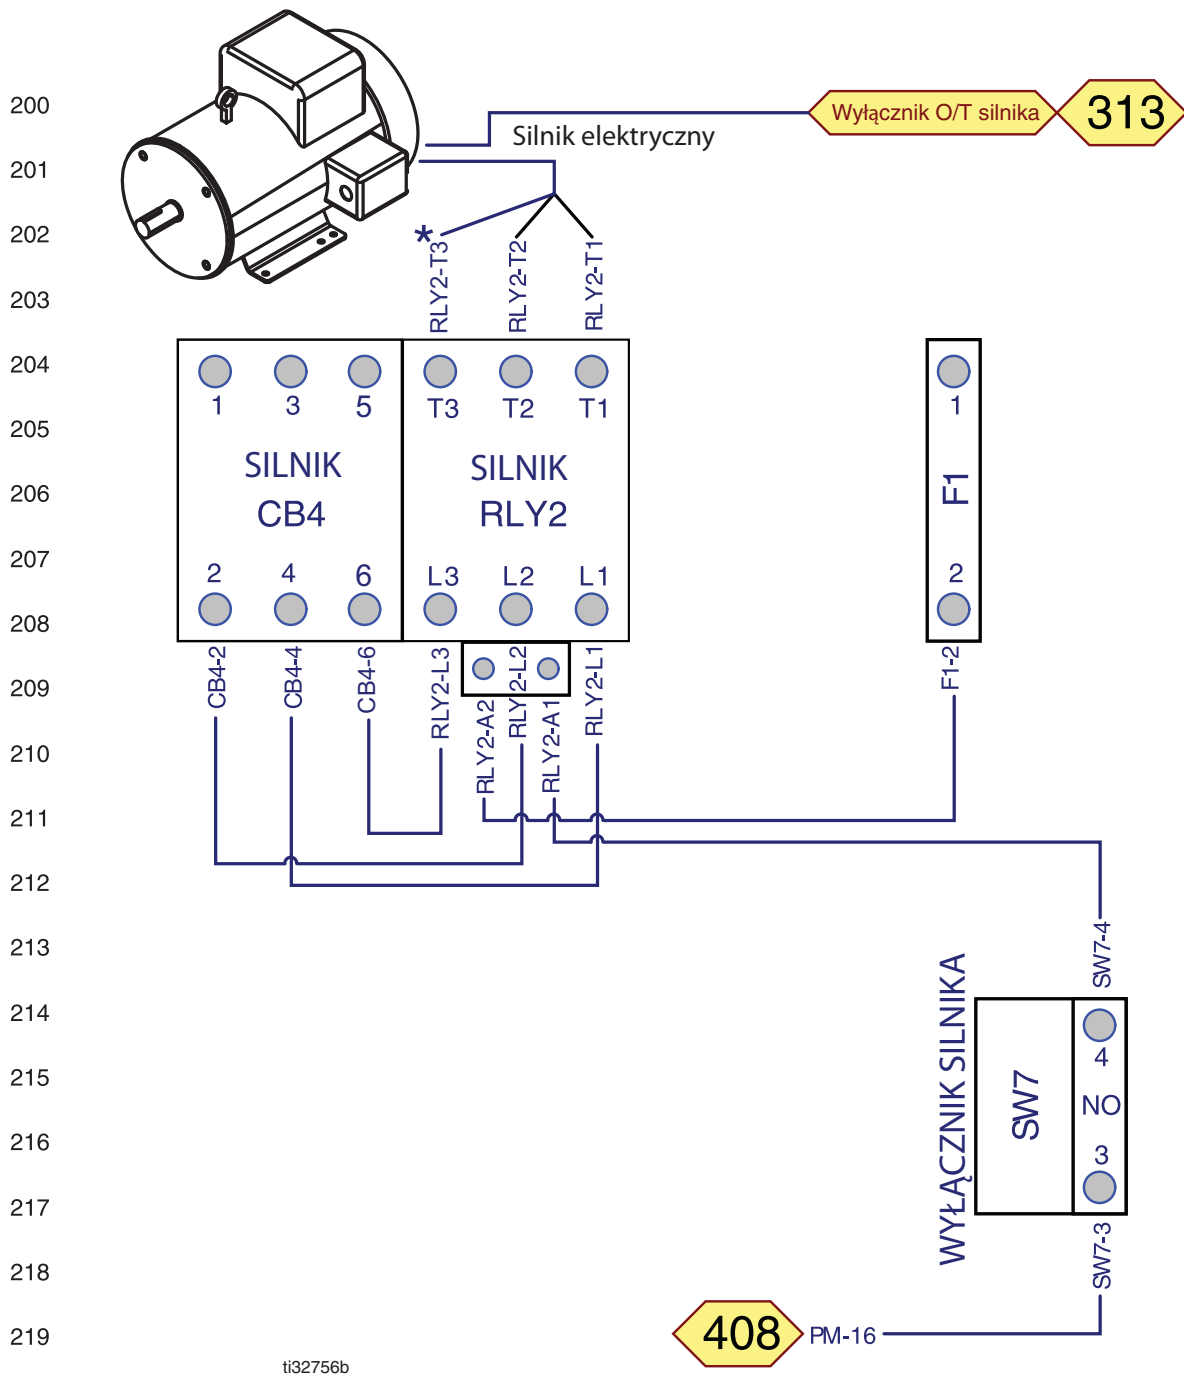 200
Wyłącznik O/T silnika
313
Silnik elektryczny
201
202
*
RLY2-T3
RLY2-T2
RLY2-T1
203
204
1
3
5
T3
T2
T1
1
205
SILNIK
CB4
SILNIK
RLY2
F1
206
207
2
4
6
L3
L2
L1
2
208
CB4-2
CB4-4
CB4-6
RLY2-L3
RLY2-A2
RLY2-L2
RLY2-A1
RLY2-L1
F1-2
209
210
211
212
213
SW7-4
214
WYŁĄCZNIK SILNIKA
SW7
4
NO
3
215
216
217
218
SW7-3
219
408
PM-16
ti32756b